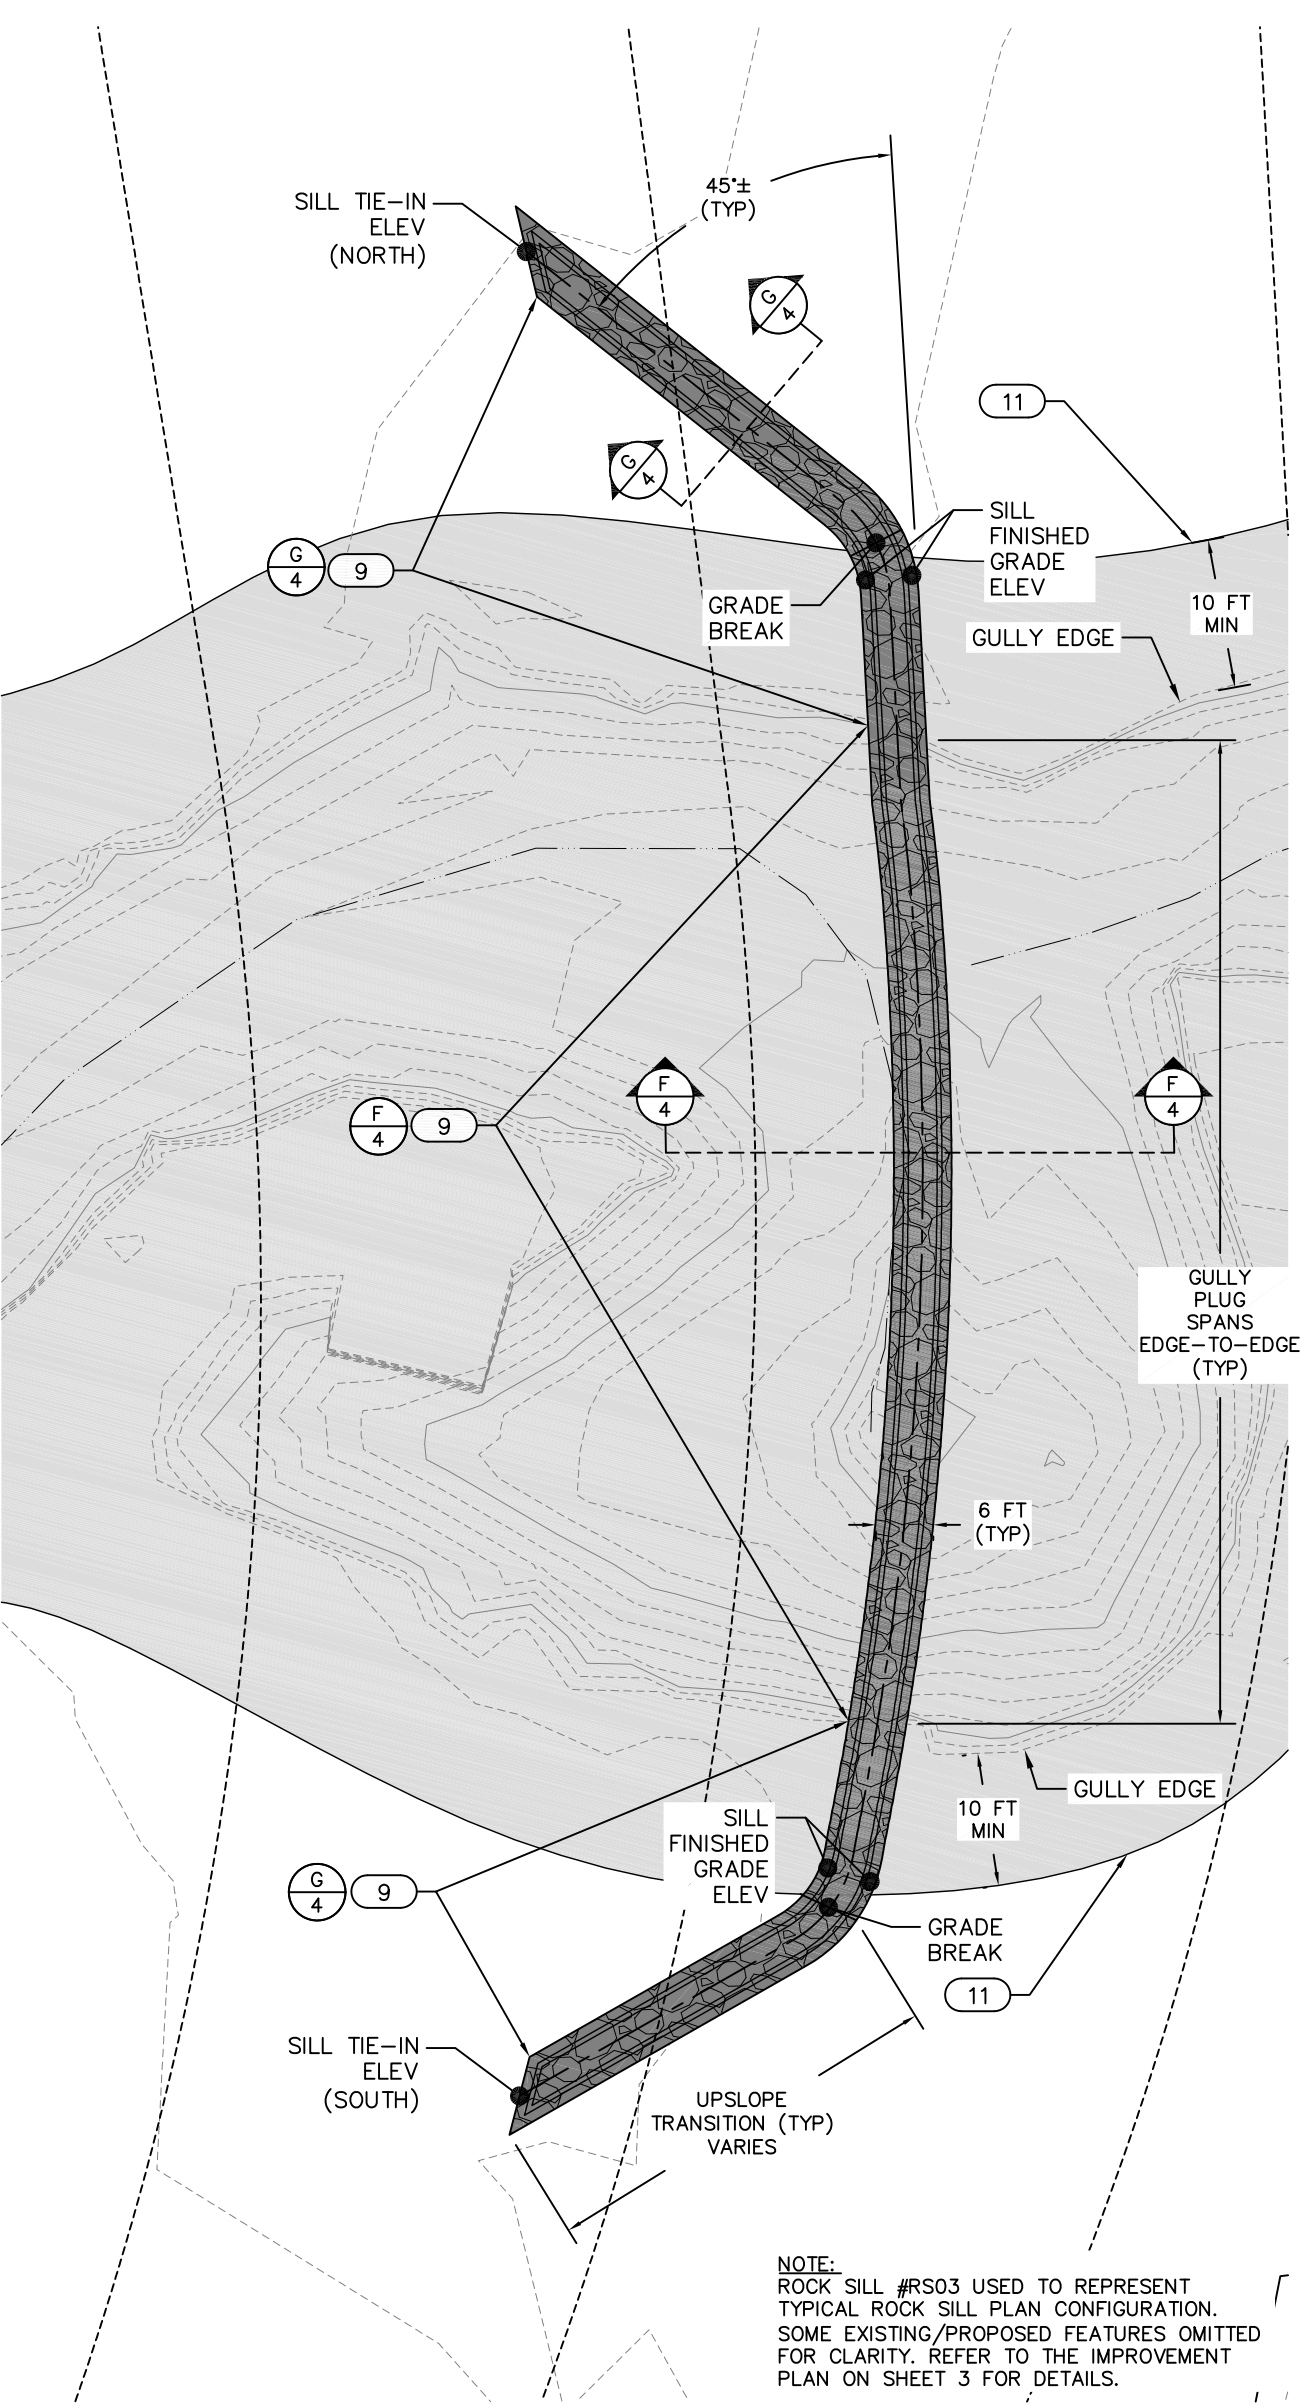 45°±
(TYP)
SILL TIE-IN
ELEV
(NORTH)
G
4
11
G
4
SILL
FINISHED
GRADE
ELEV
G
4
9
GRADE
BREAK
10 FT
MIN
GULLY EDGE
F
4
F
4
F
4
9
GULLY
PLUG
SPANS
EDGE-TO-EDGE
(TYP)
6 FT
(TYP)
GULLY EDGE
10 FT
MIN
SILL
FINISHED
GRADE
ELEV
G
4
9
GRADE
BREAK
11
SILL TIE-IN
ELEV
(SOUTH)
UPSLOPE
TRANSITION (TYP)
VARIES
NOTE:
ROCK SILL #RS03 USED TO REPRESENT
TYPICAL ROCK SILL PLAN CONFIGURATION.
SOME EXISTING/PROPOSED FEATURES OMITTED
FOR CLARITY. REFER TO THE IMPROVEMENT
PLAN ON SHEET 3 FOR DETAILS.